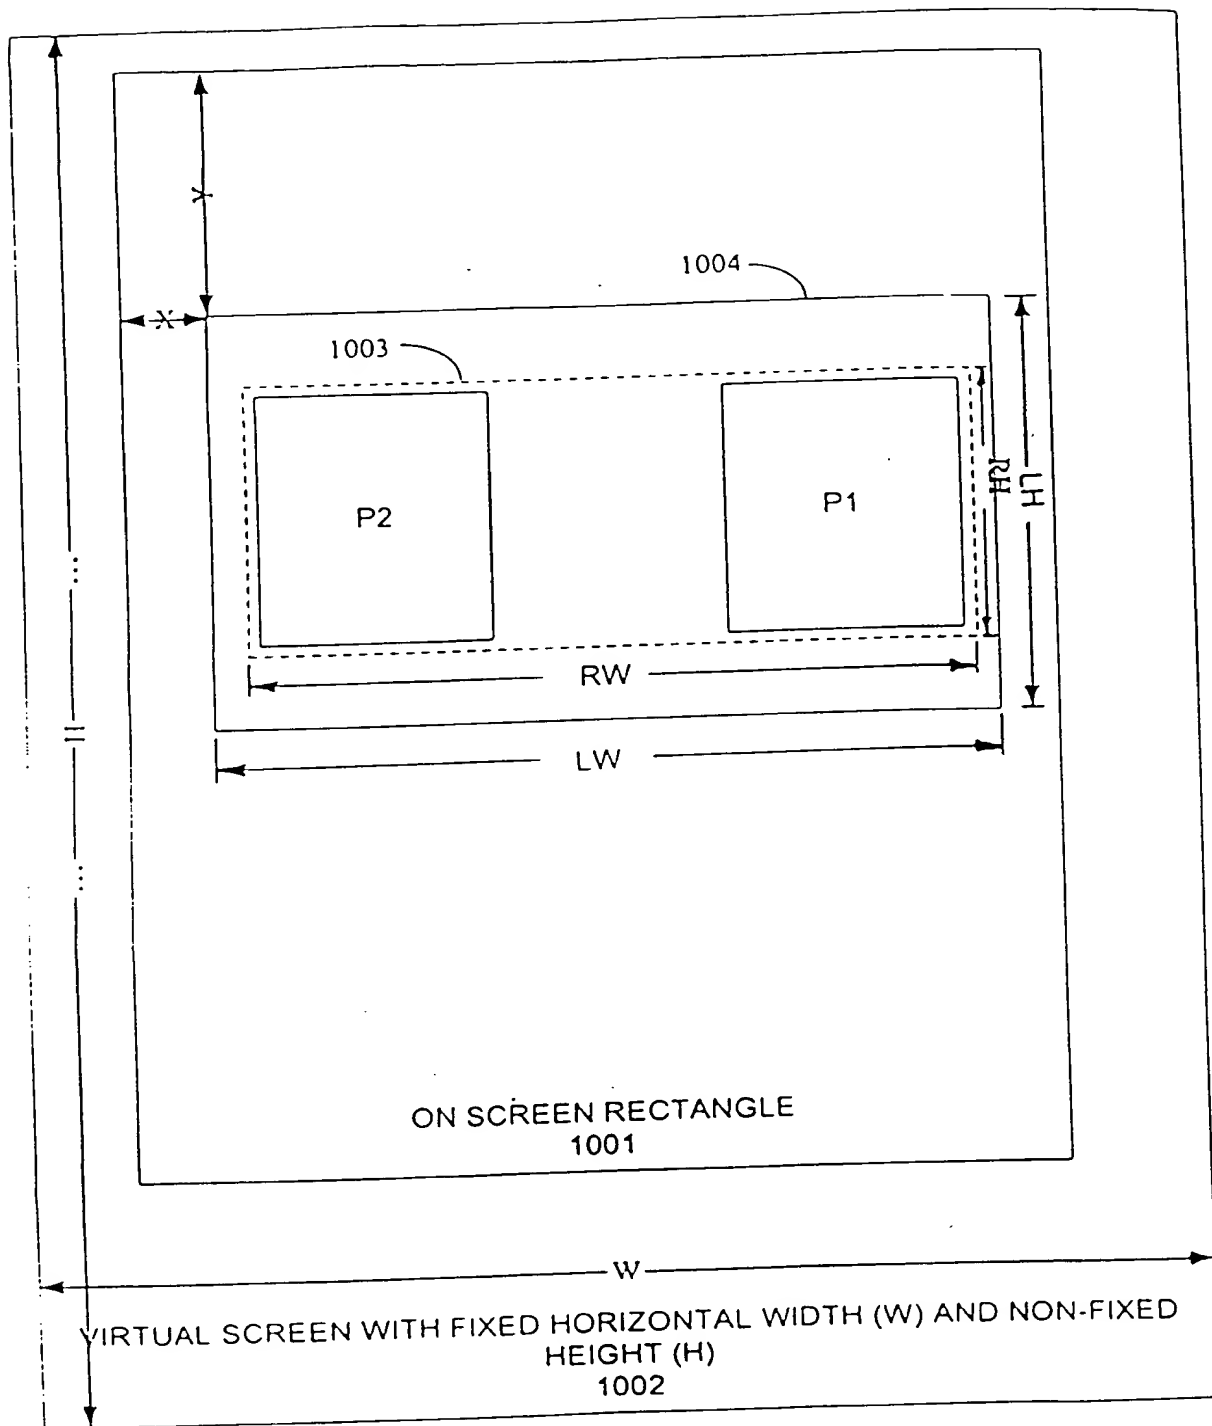 Y
1004
X
1003
RH
LH
P2
P1
RW
LW
...
H
...
ON SCREEN RECTANGLE
1001
W
VIRTUAL SCREEN WITH FIXED HORIZONTAL WIDTH (W) AND NON-FIXED
HEIGHT (H)
1002